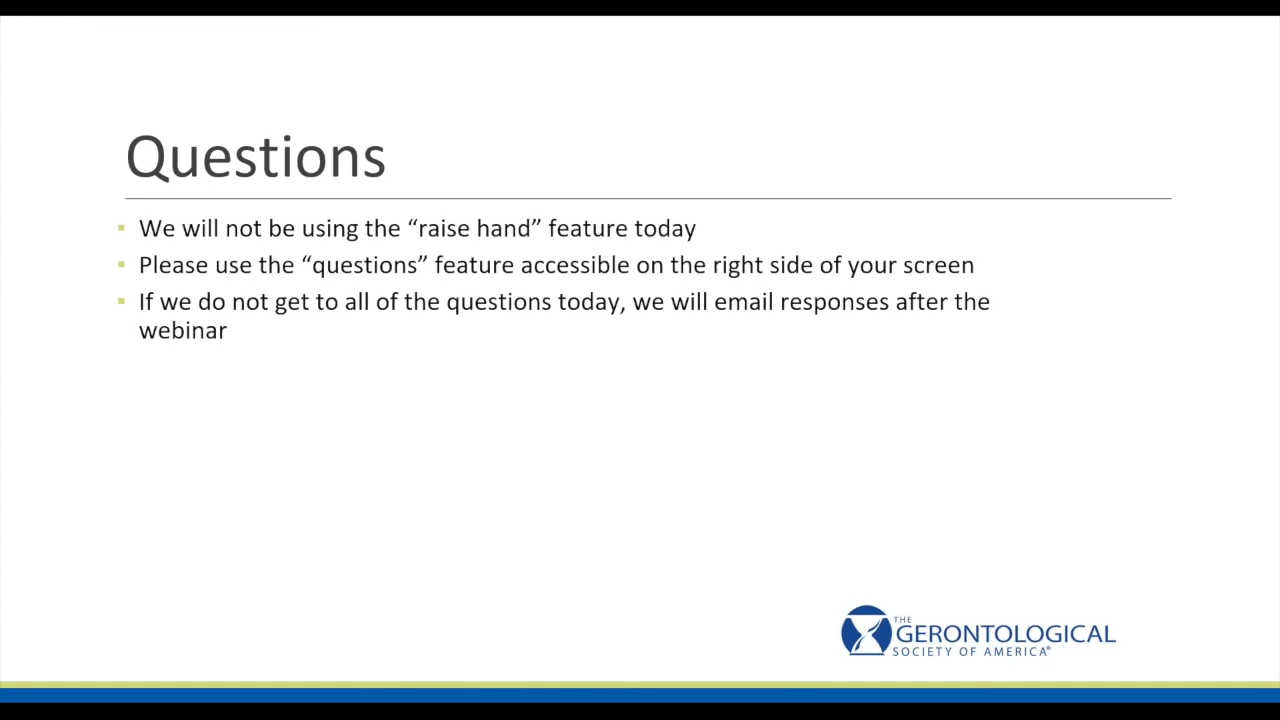 Questions
We will not be using the “raise hand” feature today
Please use the “questions” feature accessible on the right side of your screen
If we do not get to all of the questions today, we will email responses after the
webinar
THE
GERONTOLOGICAL
SOCIETY OF AMERICA®